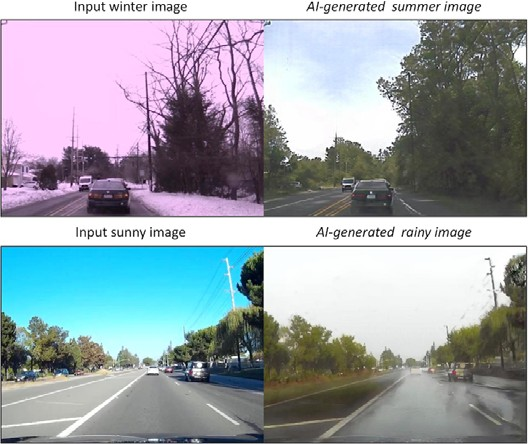 Input winter image
AI-generated summer image
Input sunny image
AI-generated rainy image